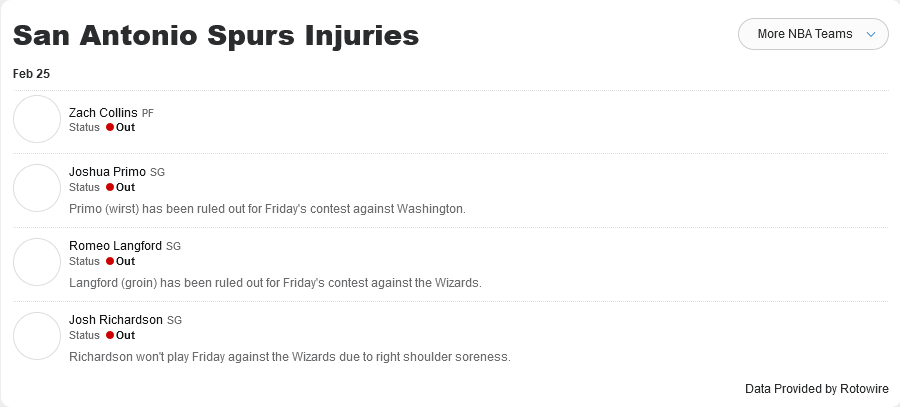 San Antonio Spurs Injuries
More NBA Teams
Feb 25
Zach Collins PF
Status Out
Joshua Primo SG
Status Out
Primo (wirst) has been ruled out for Friday's contest against Washington.
Romeo Langford SG
Status Out
Langford (groin) has been ruled out for Friday's contest against the Wizards.
Josh Richardson SG
Status Out
Richardson won't play Friday against the Wizards due to right shoulder soreness.
Data Provided by Rotowire